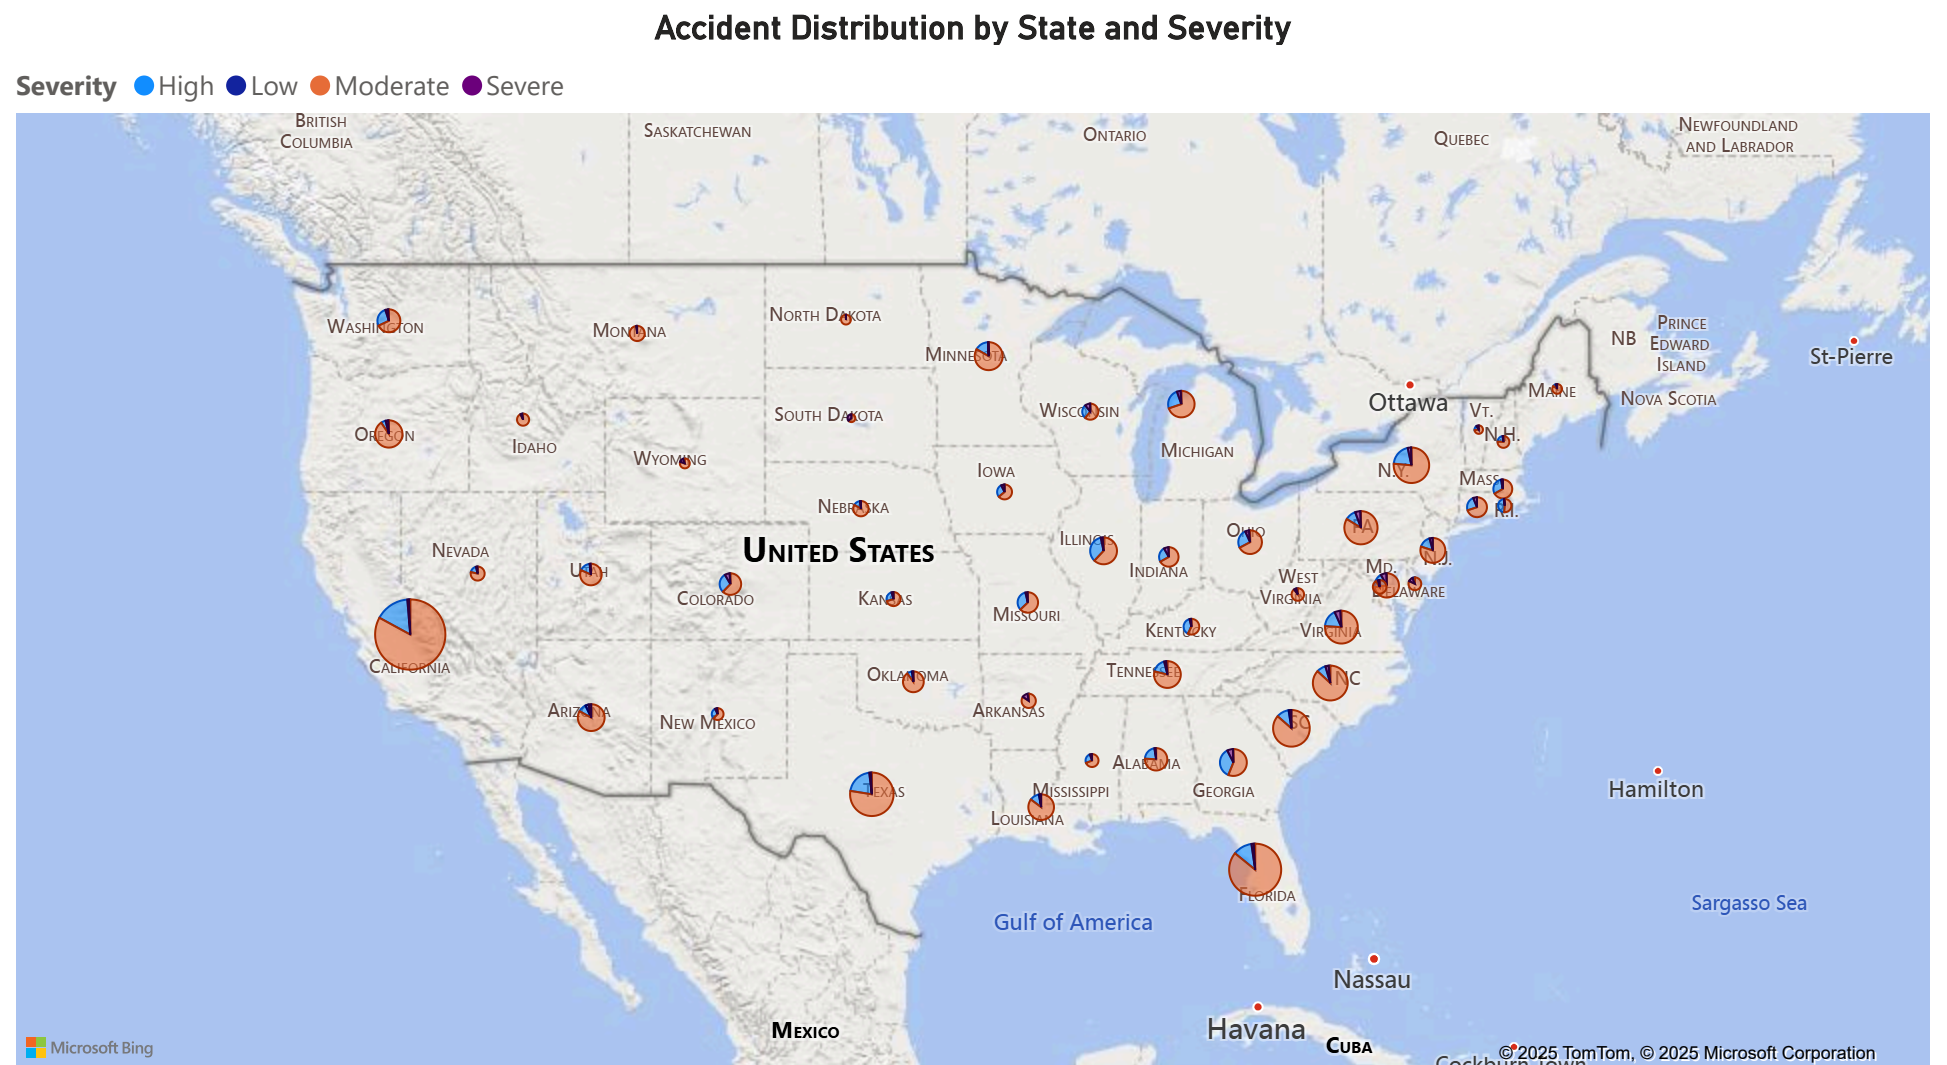 Accident Distribution by State and Severity
Severity High Low Moderate Severe
BRITISH
COLUMBIA
SASKATCHEWAN
ONTARIO
QUEBEC
NEWFOUNDLAND
AND LABRADOR
WASHINGTON
MONTANA
NORTH DAKOTA
MINNESOTA
NB
PRINCE
EDWARD
ISLAND
St-Pierre
OREGON
IDAHO
SOUTH DAKOTA
WISCONSIN
MICHIGAN
Ottawa
MAINE
NOVA SCOTIA
VT.
N.H.
WYOMING
IOWA
N.Y.
MASS.
R.I.
NEBRASKA
NEVADA
UTAH
COLORADO
UNITED STATES
KANSAS
ILLINOIS
INDIANA
OHIO
PA
N.J.
MD.
DELAWARE
WEST
VIRGINIA
MISSOURI
KENTUCKY
VIRGINIA
CALIFORNIA
OKLAHOMA
TENNESSEE
NC
ARIZONA
NEW MEXICO
ARKANSAS
SC
TEXAS
MISSISSIPPI
ALABAMA
GEORGIA
LOUISIANA
Hamilton
FLORIDA
Gulf of America
Sargasso Sea
Nassau
Havana
MEXICO
CUBA
Microsoft Bing
Cockburn Town
© 2025 TomTom, © 2025 Microsoft Corporation